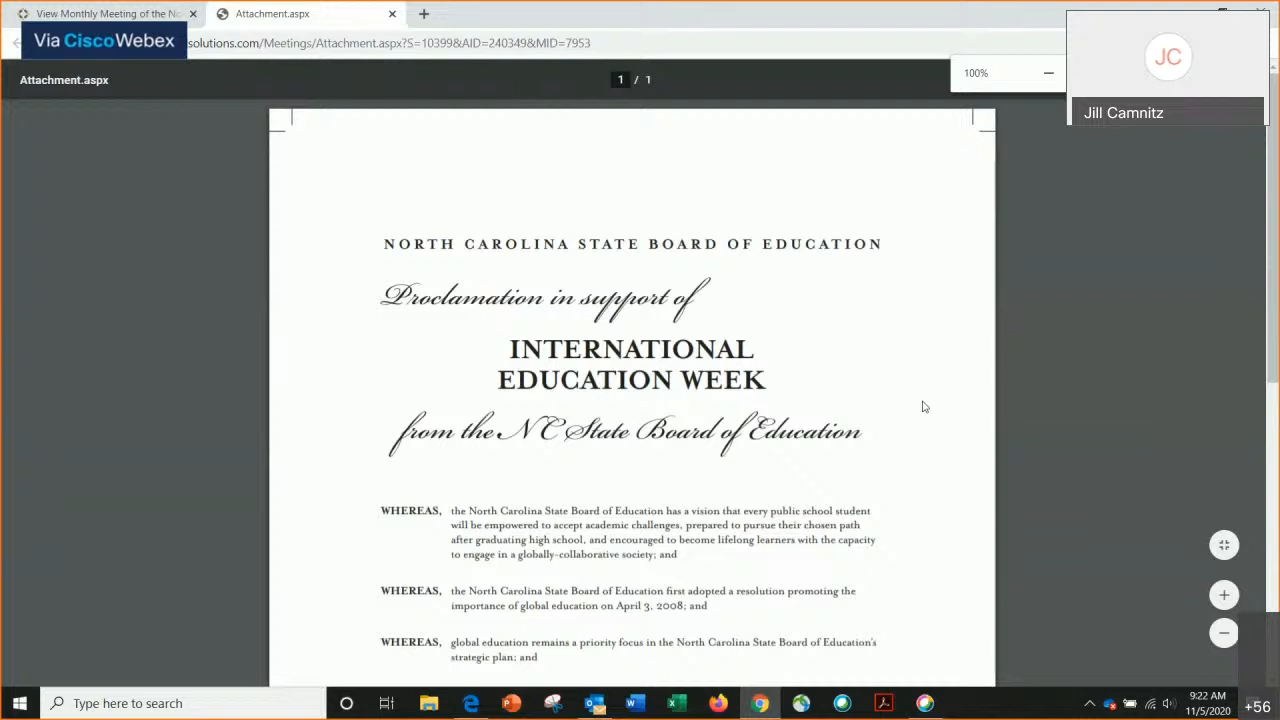 View Monthly Meeting of the No
Attachment.aspx
Via CiscoWebex
solutions.com/Meetings/Attachment.aspx?S=10399&AID=240349&MID=7953
Attachment.aspx
1 / 1
100%
JC
Jill Camnitz
NORTH CAROLINA STATE BOARD OF EDUCATION
Proclamation in support of
INTERNATIONAL
EDUCATION WEEK
from the NC State Board of Education
WHEREAS, the North Carolina State Board of Education has a vision that every public school student
will be empowered to accept academic challenges, prepared to pursue their chosen path
after graduating high school, and encouraged to become lifelong learners with the capacity
to engage in a globally-collaborative society; and
WHEREAS, the North Carolina State Board of Education first adopted a resolution promoting the
importance of global education on April 3, 2008; and
WHEREAS, global education remains a priority focus in the North Carolina State Board of Education's
strategic plan; and
Type here to search
9:22 AM
11/5/2020
+56